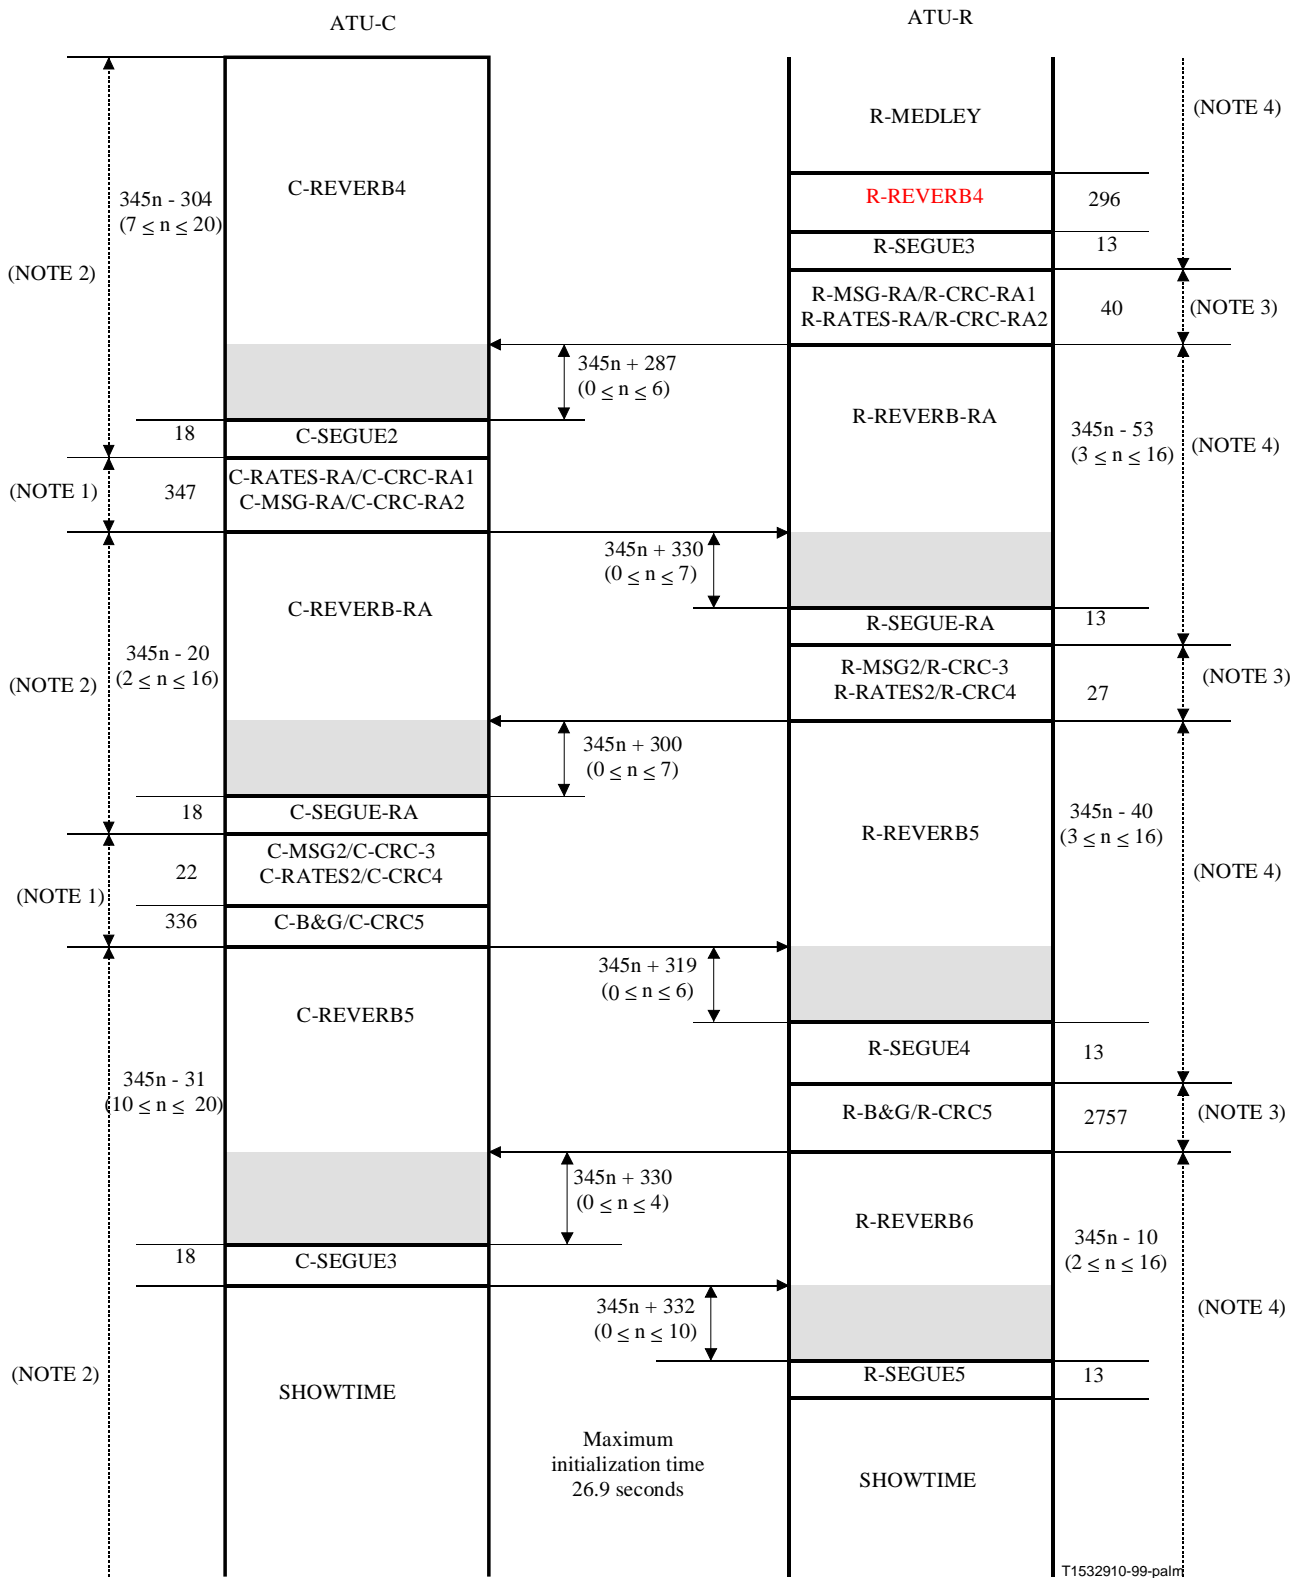 ATU-C
ATU-R
R-MEDLEY
(NOTE 4)
C-REVERB4
345n - 304
(7 ≤ n ≤ 20)
R-REVERB4
296
R-SEGUE3
13
(NOTE 2)
R-MSG-RA/R-CRC-RA1
R-RATES-RA/R-CRC-RA2
40
(NOTE 3)
345n + 287
(0 ≤ n ≤ 6)
R-REVERB-RA
345n - 53
(3 ≤ n ≤ 16)
(NOTE 4)
18
C-SEGUE2
(NOTE 1)
347
C-RATES-RA/C-CRC-RA1
C-MSG-RA/C-CRC-RA2
345n + 330
(0 ≤ n ≤ 7)
C-REVERB-RA
R-SEGUE-RA
13
345n - 20
(2 ≤ n ≤ 16)
(NOTE 2)
R-MSG2/R-CRC-3
R-RATES2/R-CRC4
27
(NOTE 3)
345n + 300
(0 ≤ n ≤ 7)
18
C-SEGUE-RA
R-REVERB5
345n - 40
(3 ≤ n ≤ 16)
(NOTE 4)
C-MSG2/C-CRC-3
C-RATES2/C-CRC4
22
(NOTE 1)
336
C-B&G/C-CRC5
345n + 319
(0 ≤ n ≤ 6)
C-REVERB5
R-SEGUE4
13
345n - 31
(10 ≤ n ≤ 20)
R-B&G/R-CRC5
2757
(NOTE 3)
345n + 330
(0 ≤ n ≤ 4)
R-REVERB6
345n - 10
(2 ≤ n ≤ 16)
18
C-SEGUE3
345n + 332
(0 ≤ n ≤ 10)
(NOTE 4)
(NOTE 2)
SHOWTIME
R-SEGUE5
13
Maximum
initialization time
26.9 seconds
SHOWTIME
T1532910-99-palm